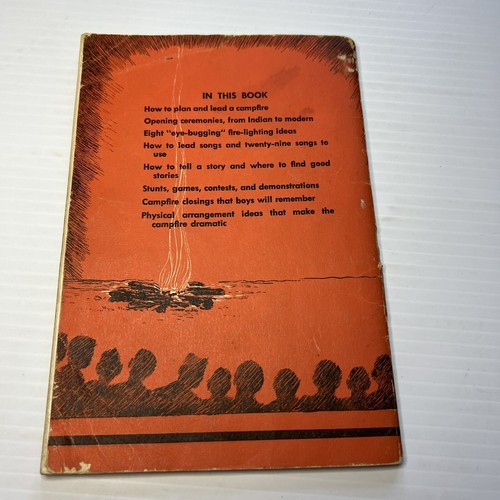 IN THIS BOOK
How to plan and lead a campfire
Opening ceremonies, from Indian to modern
Eight "eye-bugging" fire-lighting ideas
How to lead songs and twenty-nine songs to
use
How to tell a story and where to find good
stories
Stunts, games, contests, and demonstrations
Campfire closings that boys will remember
Physical arrangement ideas that make the
campfire dramatic